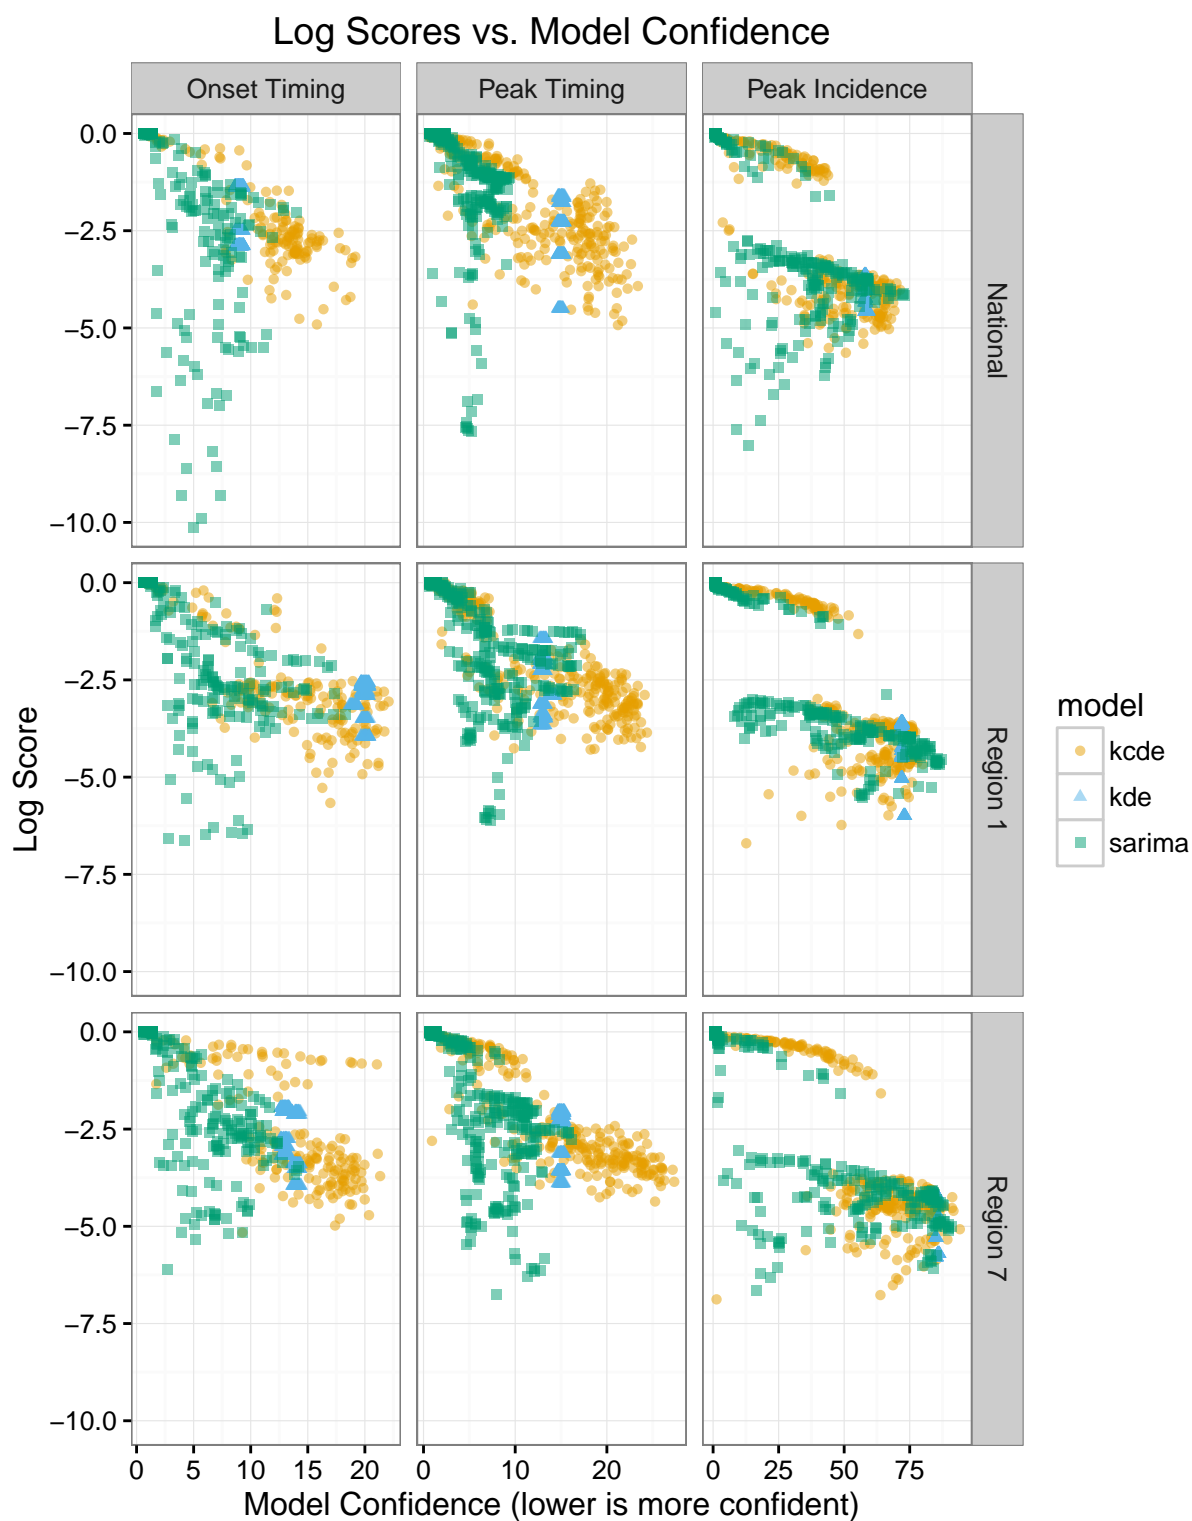 Log Scores vs. Model Confidence
Onset Timing
Peak Timing
Peak Incidence
0.0
−2.5
−5.0
−7.5
−10.0
National
0.0
−2.5
−5.0
−7.5
−10.0
Region 1
0.0
−2.5
−5.0
−7.5
−10.0
Region 7
Log Score
0 5 10 15 20
0 10 20
0 25 50 75
Model Confidence (lower is more confident)
model
kcde
kde
sarima